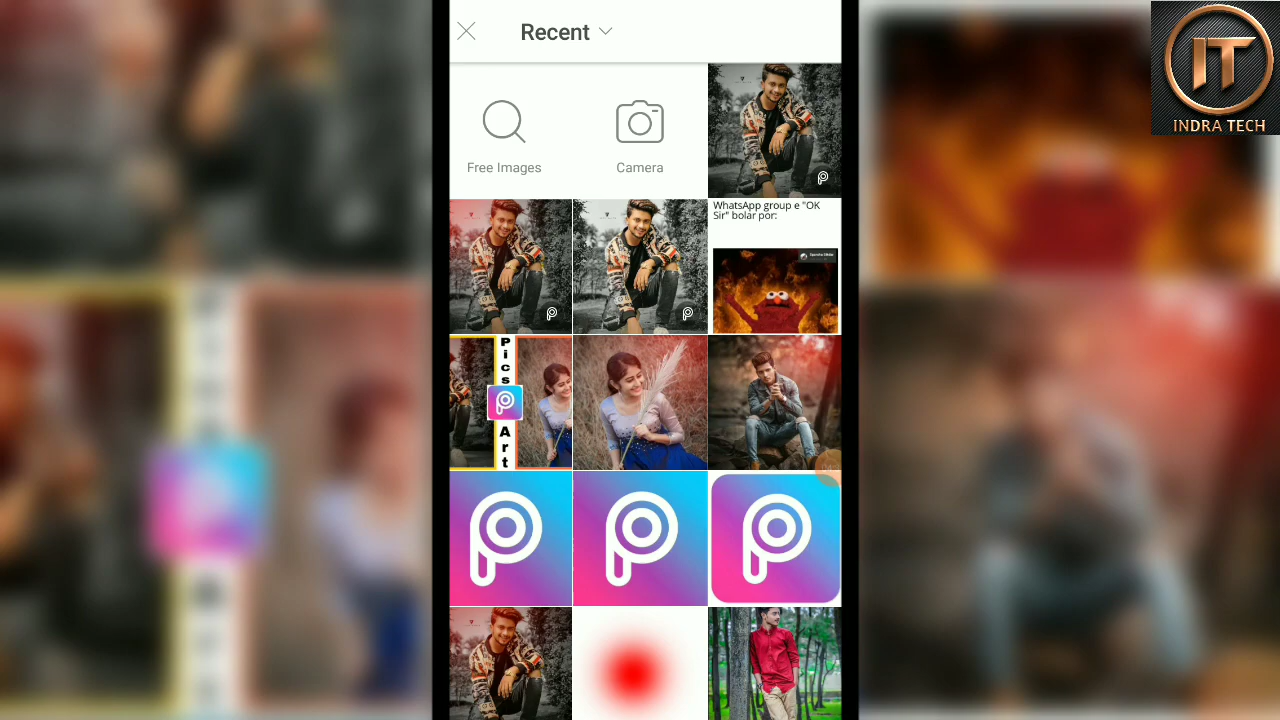 Recent
IT
INDRA TECH
Free Images
Camera
WhatsApp group e "OK
Sir" bolar por:
Pics
Art